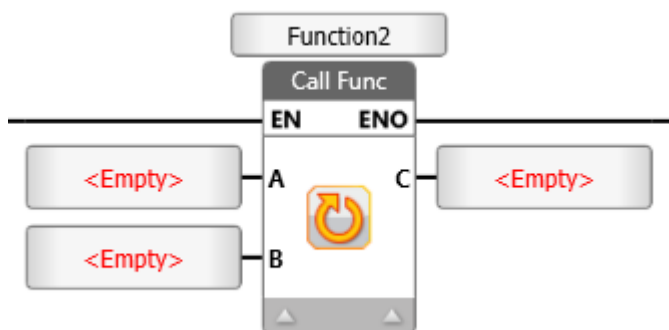 Function2
Call Func
EN ENO
<Empty> A C <Empty>
<Empty> B